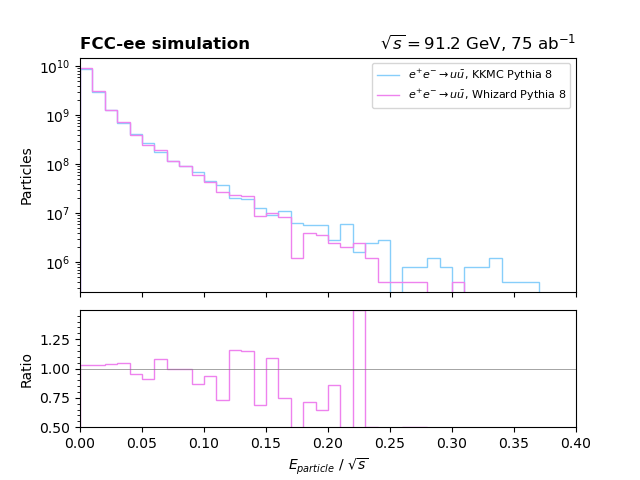 FCC-ee simulation
√s = 91.2 GeV, 75 ab⁻¹
e⁺e⁻ → uū, KKMC Pythia 8
e⁺e⁻ → uū, Whizard Pythia 8
Particles
10¹⁰
10⁹
10⁸
10⁷
10⁶
Ratio
1.25
1.00
0.75
0.50
0.00 0.05 0.10 0.15 0.20 0.25 0.30 0.35 0.40
E_particle / √s